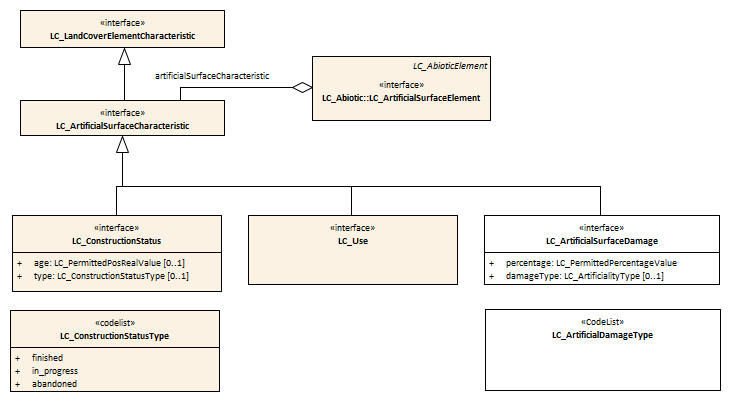 «interface»
LC_LandCoverElementCharacteristic
LC_AbioticElement
«interface»
LC_Abiotic::LC_ArtificialSurfaceElement
artificialSurfaceCharacteristic
«interface»
LC_ArtificialSurfaceCharacteristic
«interface»
LC_ConstructionStatus
+ age: LC_PermittedPosRealValue [0..1]
+ type: LC_ConstructionStatusType [0..1]
«interface»
LC_Use
«interface»
LC_ArtificialSurfaceDamage
+ percentage: LC_PermittedPercentageValue
+ damageType: LC_ArtificialityType [0..1]
«codelist»
LC_ConstructionStatusType
+ finished
+ in_progress
+ abandoned
«CodeList»
LC_ArtificialDamageType